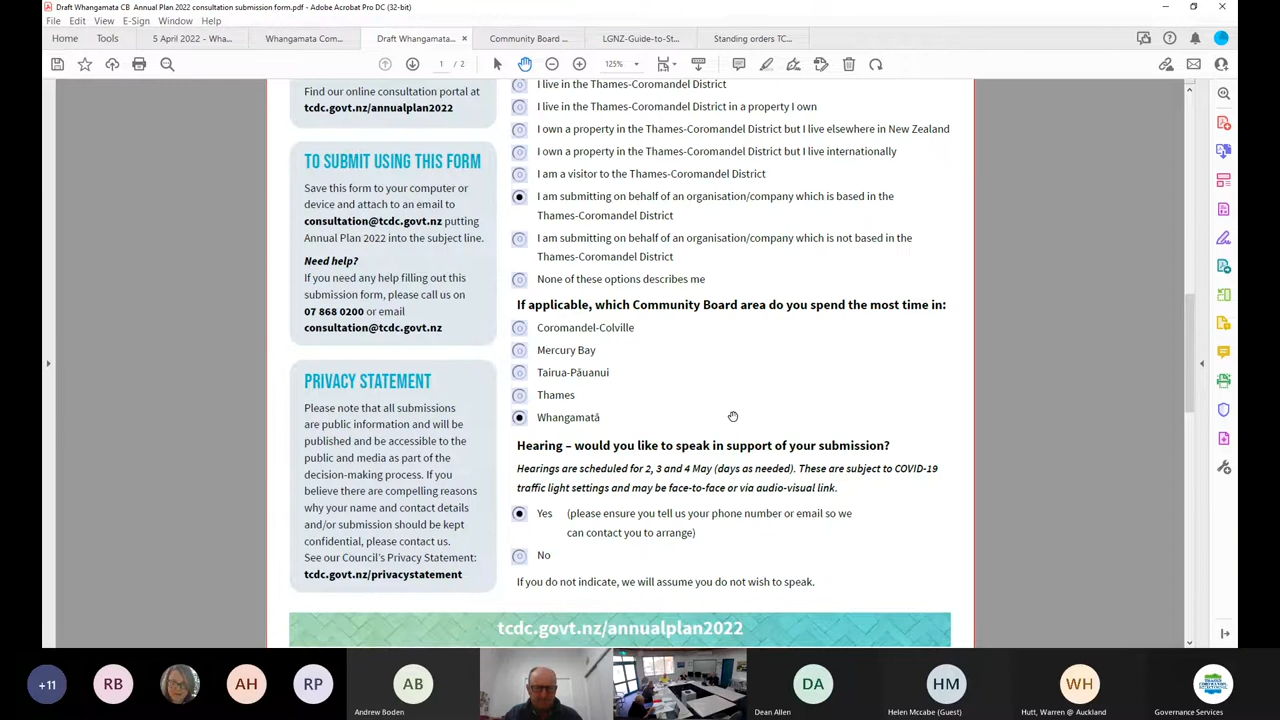 Draft Whangamata CB  Annual Plan 2022 consultation submission form.pdf - Adobe Acrobat Pro DC (32-bit)
File Edit View E-Sign Window Help
Home Tools 5 April 2022 - Wha... Whangamata Com... Draft Whangamata... × Community Board ... LGNZ-Guide-to-St... Standing orders TC...
1 / 2 125%
Find our online consultation portal at
tcdc.govt.nz/annualplan2022
TO SUBMIT USING THIS FORM
Save this form to your computer or
device and attach to an email to
consultation@tcdc.govt.nz putting
Annual Plan 2022 into the subject line.
Need help?
If you need any help filling out this
submission form, please call us on
07 868 0200 or email
consultation@tcdc.govt.nz
PRIVACY STATEMENT
Please note that all submissions
are public information and will be
published and be accessible to the
public and media as part of the
decision-making process. If you
believe there are compelling reasons
why your name and contact details
and/or submission should be kept
confidential, please contact us.
See our Council's Privacy Statement:
tcdc.govt.nz/privacystatement
I live in the Thames-Coromandel District
I live in the Thames-Coromandel District in a property I own
I own a property in the Thames-Coromandel District but I live elsewhere in New Zealand
I own a property in the Thames-Coromandel District but I live internationally
I am a visitor to the Thames-Coromandel District
I am submitting on behalf of an organisation/company which is based in the
Thames-Coromandel District
I am submitting on behalf of an organisation/company which is not based in the
Thames-Coromandel District
None of these options describes me
If applicable, which Community Board area do you spend the most time in:
Coromandel-Colville
Mercury Bay
Tairua-Pāuanui
Thames
Whangamatā
Hearing – would you like to speak in support of your submission?
Hearings are scheduled for 2, 3 and 4 May (days as needed). These are subject to COVID-19
traffic light settings and may be face-to-face or via audio-visual link.
Yes (please ensure you tell us your phone number or email so we
can contact you to arrange)
No
If you do not indicate, we will assume you do not wish to speak.
tcdc.govt.nz/annualplan2022
+11 RB AH RP AB DA HM WH
Andrew Boden Dean Allen Helen Mccabe (Guest) Hutt, Warren @ Auckland Governance Services